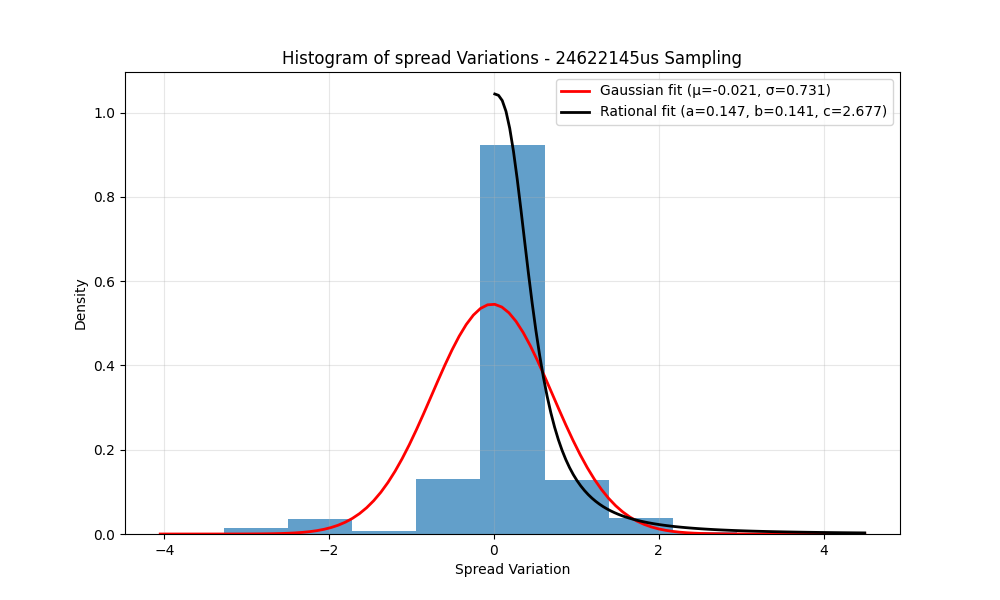 Histogram of spread Variations - 24622145us Sampling
Gaussian fit (μ=-0.021, σ=0.731)
Rational fit (a=0.147, b=0.141, c=2.677)
1.0
0.8
0.6
0.4
0.2
0.0
Density
−4
−2
0
2
4
Spread Variation